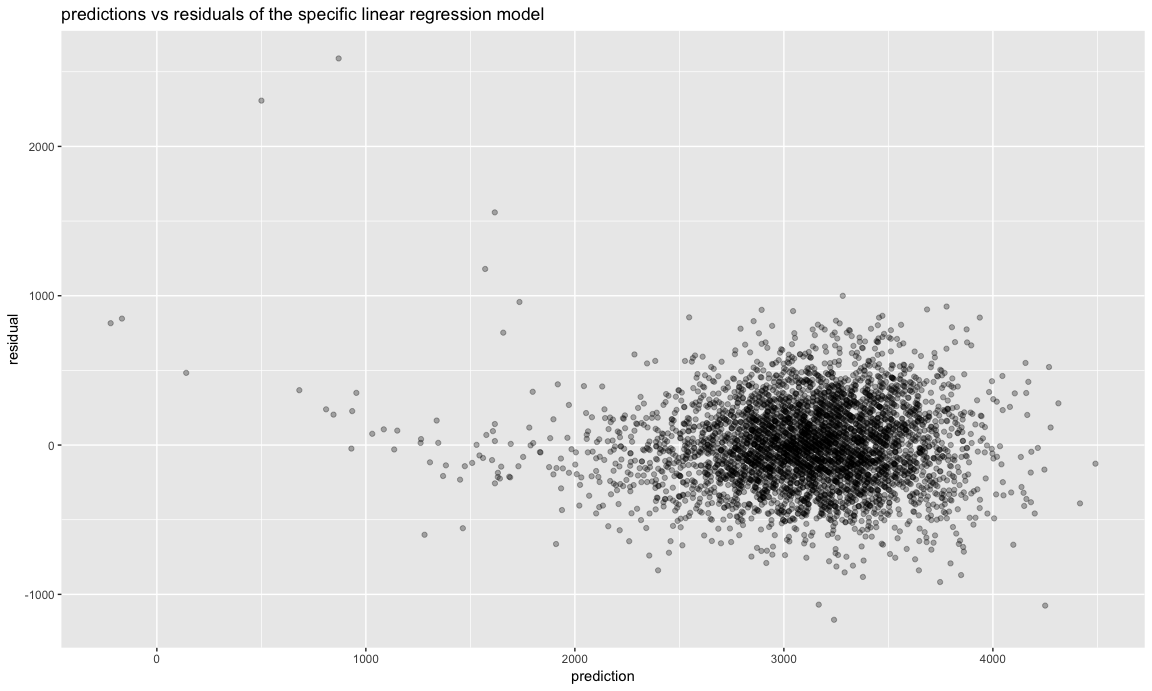 predictions vs residuals of the specific linear regression model
2000
1000
0
-1000
residual
0 1000 2000 3000 4000
prediction